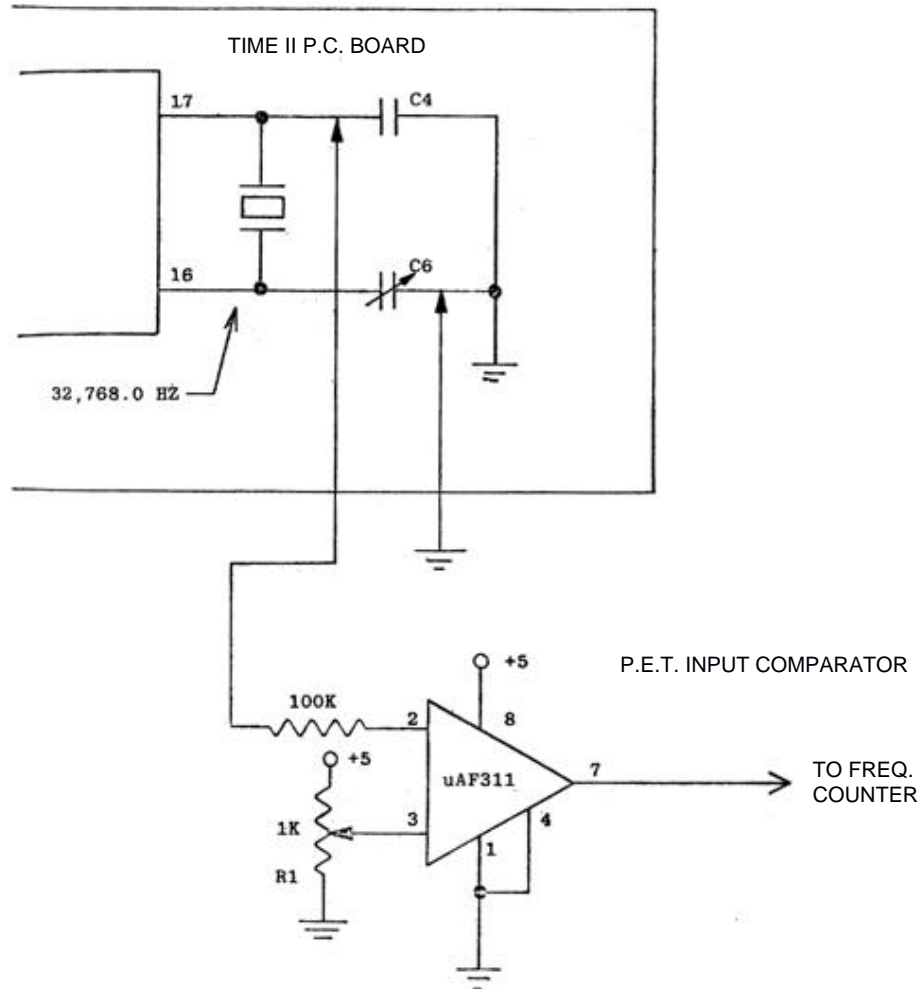 TIME II P.C. BOARD
17
C4
16
C6
32,768.0 HZ
+5
P.E.T. INPUT COMPARATOR
100K
2
8
+5
uAF311
7
TO FREQ.
COUNTER
1K
3
4
1
R1